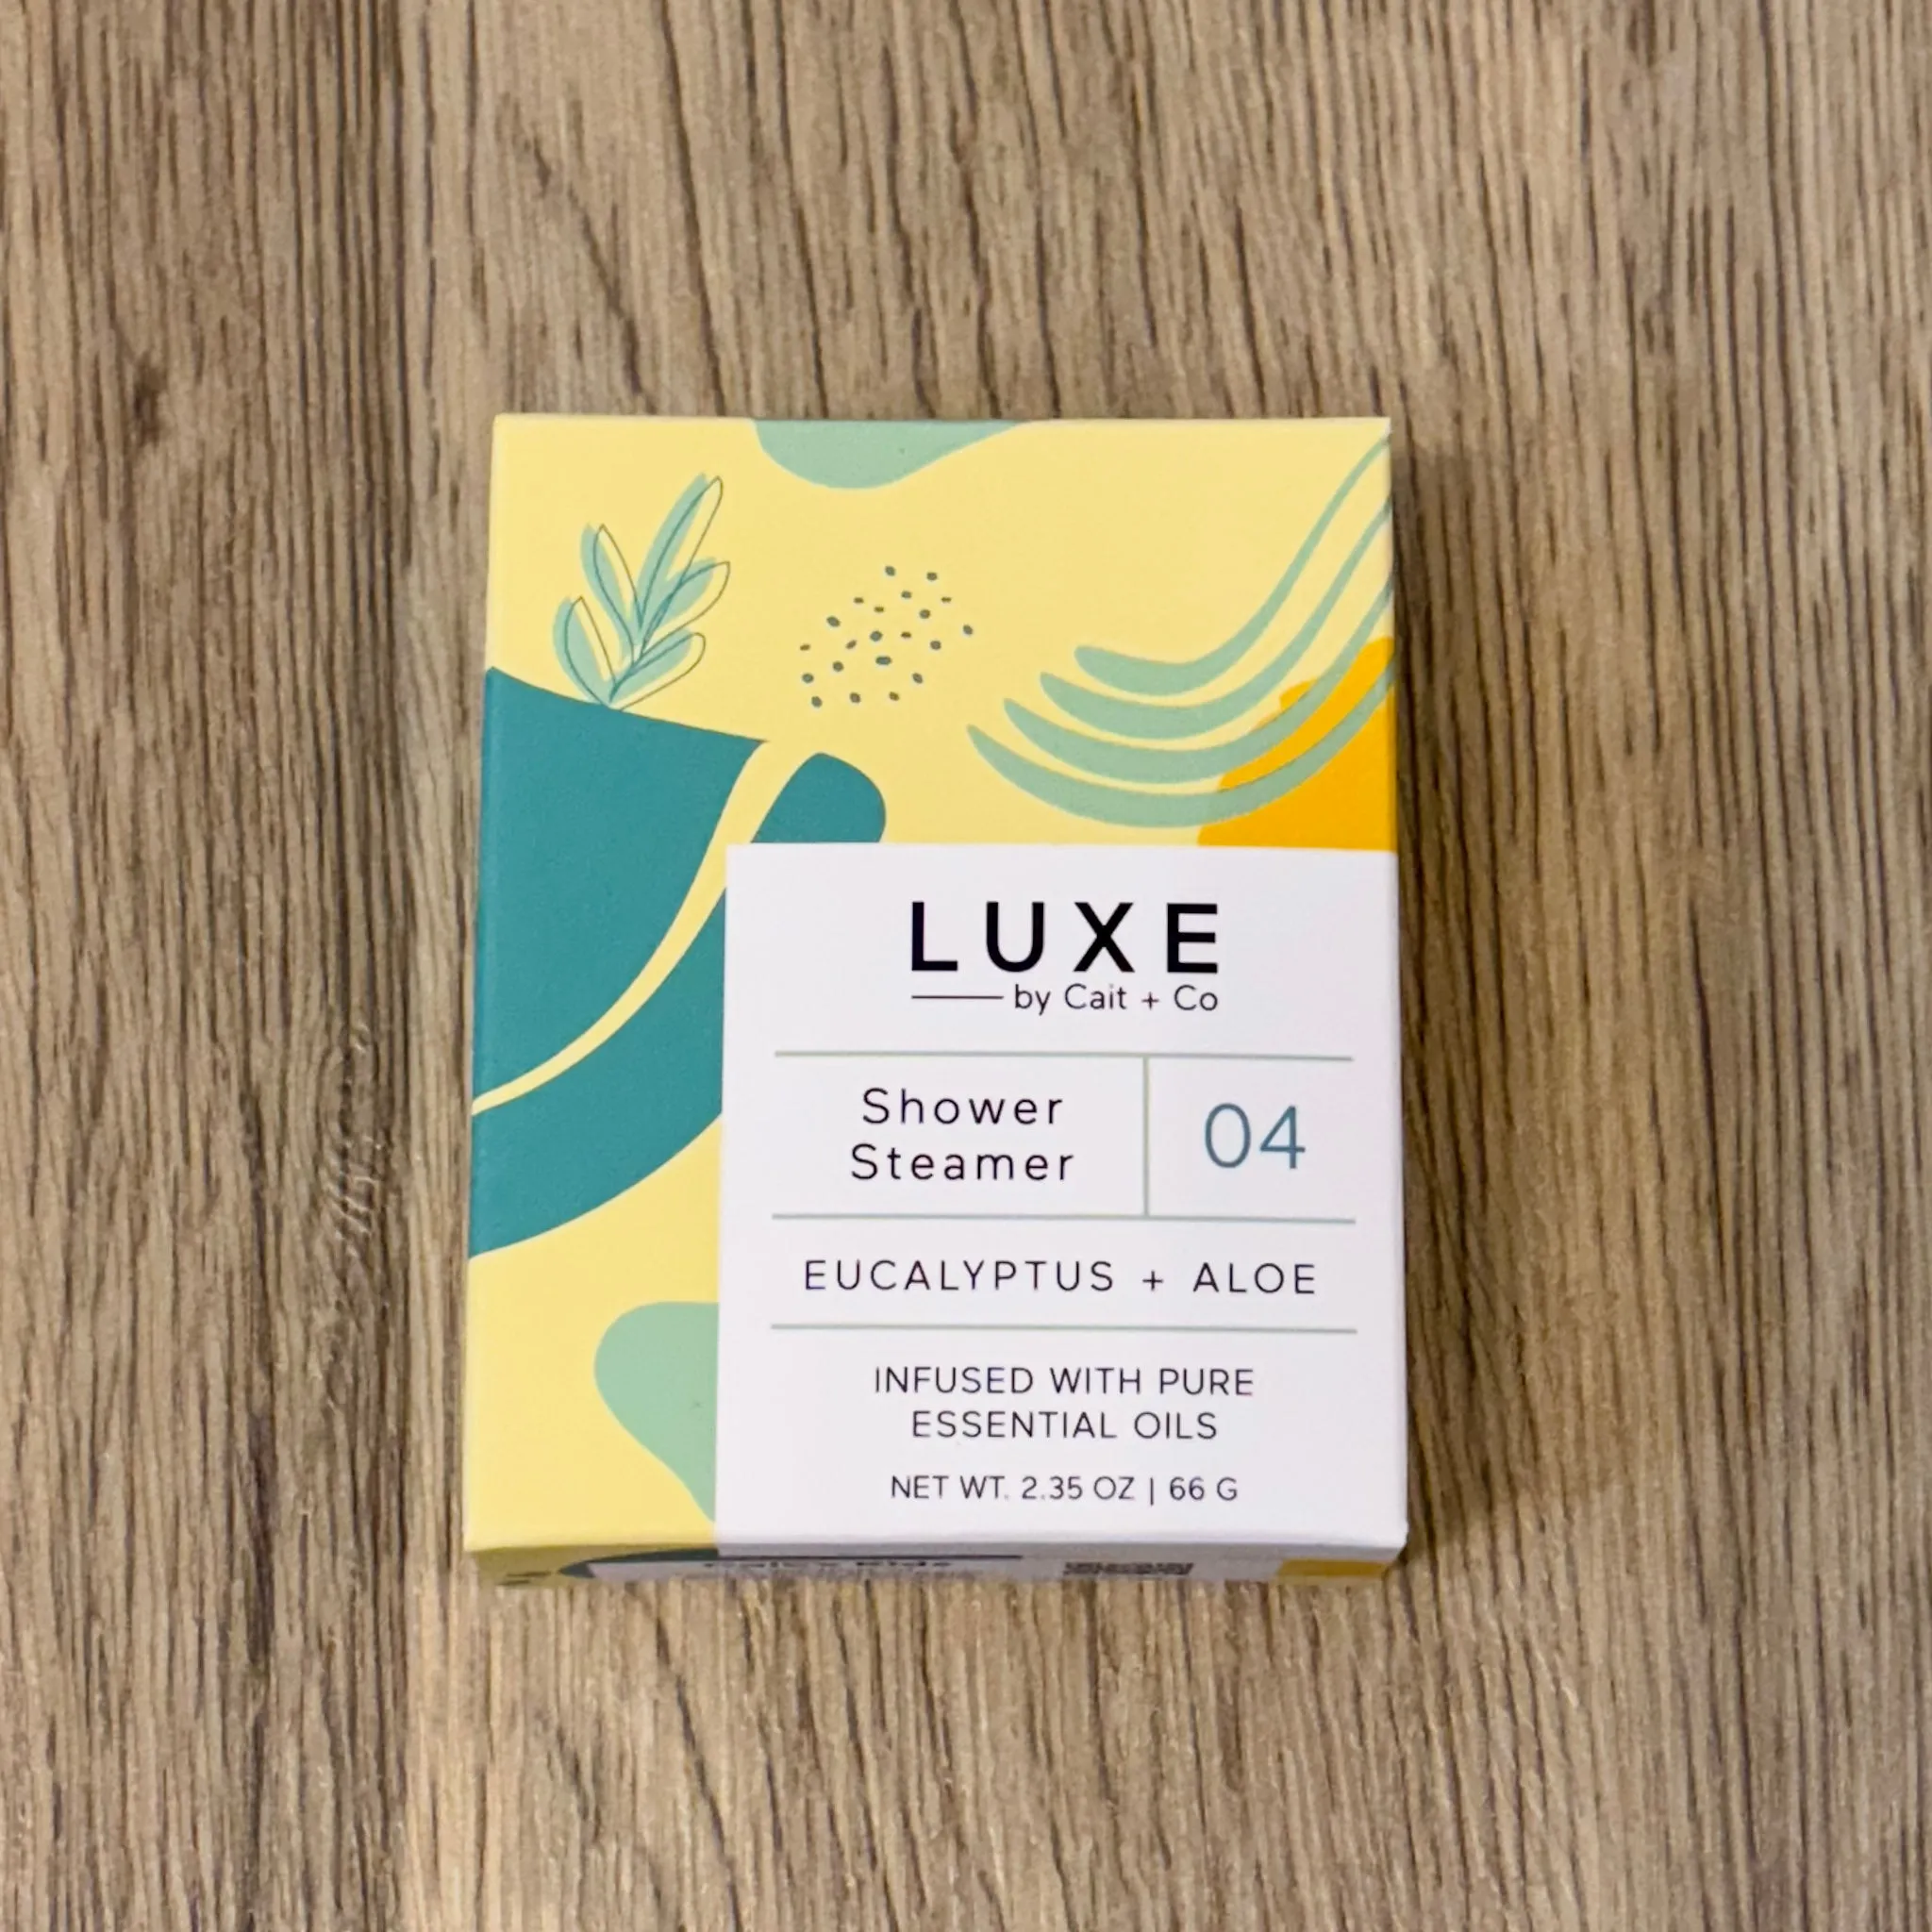 LUXE
by Cait + Co
Shower
Steamer
04
EUCALYPTUS + ALOE
INFUSED WITH PURE
ESSENTIAL OILS
NET WT. 2.35 OZ | 66 G